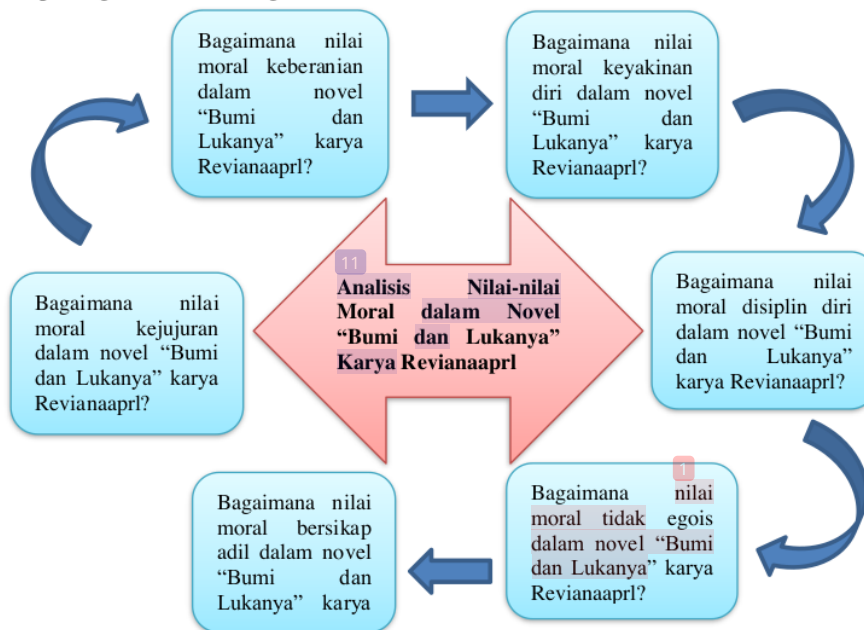 Bagaimana nilai
moral keberanian
dalam novel
“Bumi dan
Lukanya” karya
Revianaaprl?
Bagaimana nilai
moral keyakinan
diri dalam novel
“Bumi dan
Lukanya” karya
Revianaaprl?
Bagaimana nilai
moral kejujuran
dalam novel “Bumi
dan Lukanya” karya
Revianaaprl?
11
Analisis Nilai-nilai
Moral dalam Novel
“Bumi dan Lukanya”
Karya Revianaaprl
Bagaimana nilai
moral disiplin diri
dalam novel “Bumi
dan Lukanya”
karya Revianaaprl?
Bagaimana nilai
moral bersikap
adil dalam novel
“Bumi dan
Lukanya” karya
1
Bagaimana nilai
moral tidak egois
dalam novel “Bumi
dan Lukanya” karya
Revianaaprl?